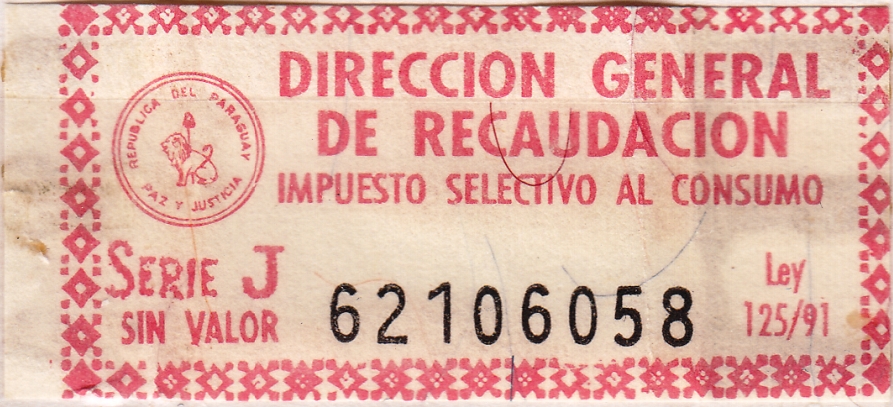 DIRECCION GENERAL
DE RECAUDACION
IMPUESTO SELECTIVO AL CONSUMO
REPUBLICA DEL PARAGUAY
PAZ Y JUSTICIA
SERIE J
SIN VALOR
62106058
Ley
125/91